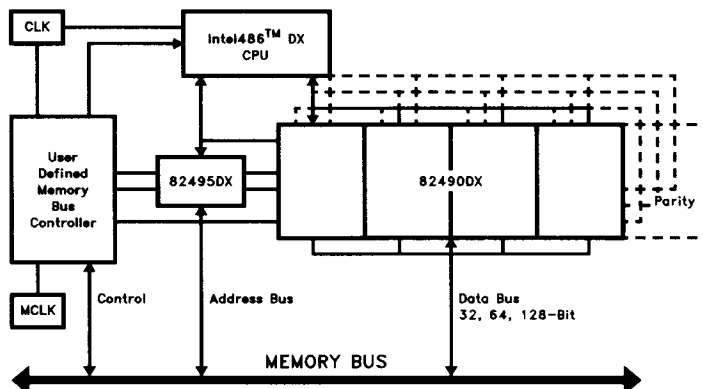 CLK
Intel486™ DX
CPU
User
Defined
Memory
Bus
Controller
82495DX
82490DX
Parity
MCLK
Control
Address Bus
Data Bus
32, 64, 128-Bit
MEMORY BUS